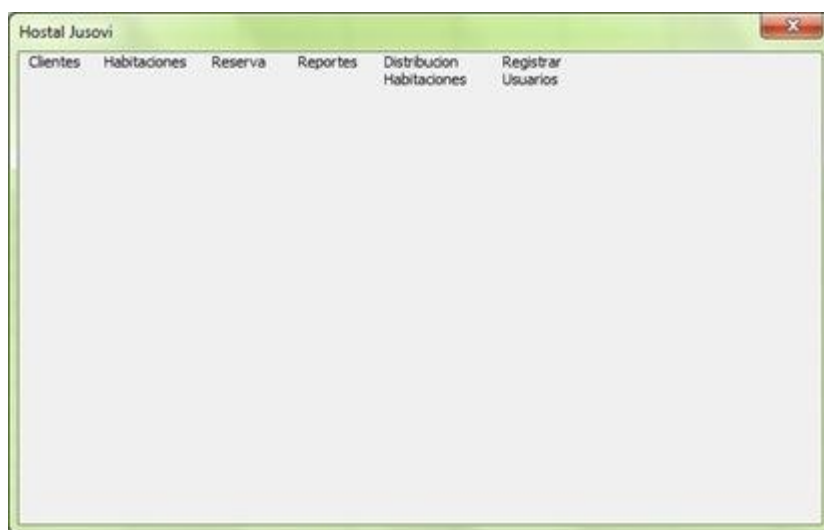 Hostal Jusovi
Clientes Habitaciones Reserva Reportes Distribucion Registrar
Habitaciones Usuarios